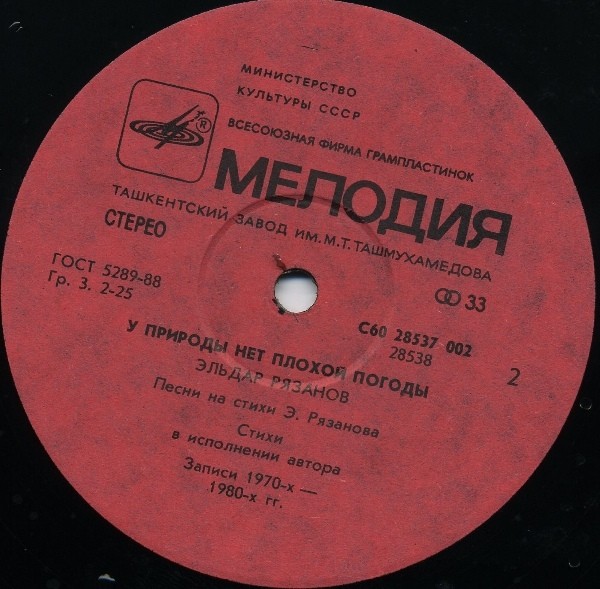 МИНИСТЕРСТВО
КУЛЬТУРЫ СССР
ВСЕСОЮЗНАЯ ФИРМА ГРАМПЛАСТИНОК
®
МЕЛОДИЯ
ТАШКЕНТСКИЙ ЗАВОД ИМ. М. Т. ТАШМУХАМЕДОВА
СТЕРЕО
ГОСТ 5289-88
Гр. 3. 2-25
33
С60 28537 002
28538
2
У ПРИРОДЫ НЕТ ПЛОХОЙ ПОГОДЫ
ЭЛЬДАР РЯЗАНОВ
Песни на стихи Э. Рязанова
Стихи
в исполнении автора
Записи 1970-х —
1980-х гг.